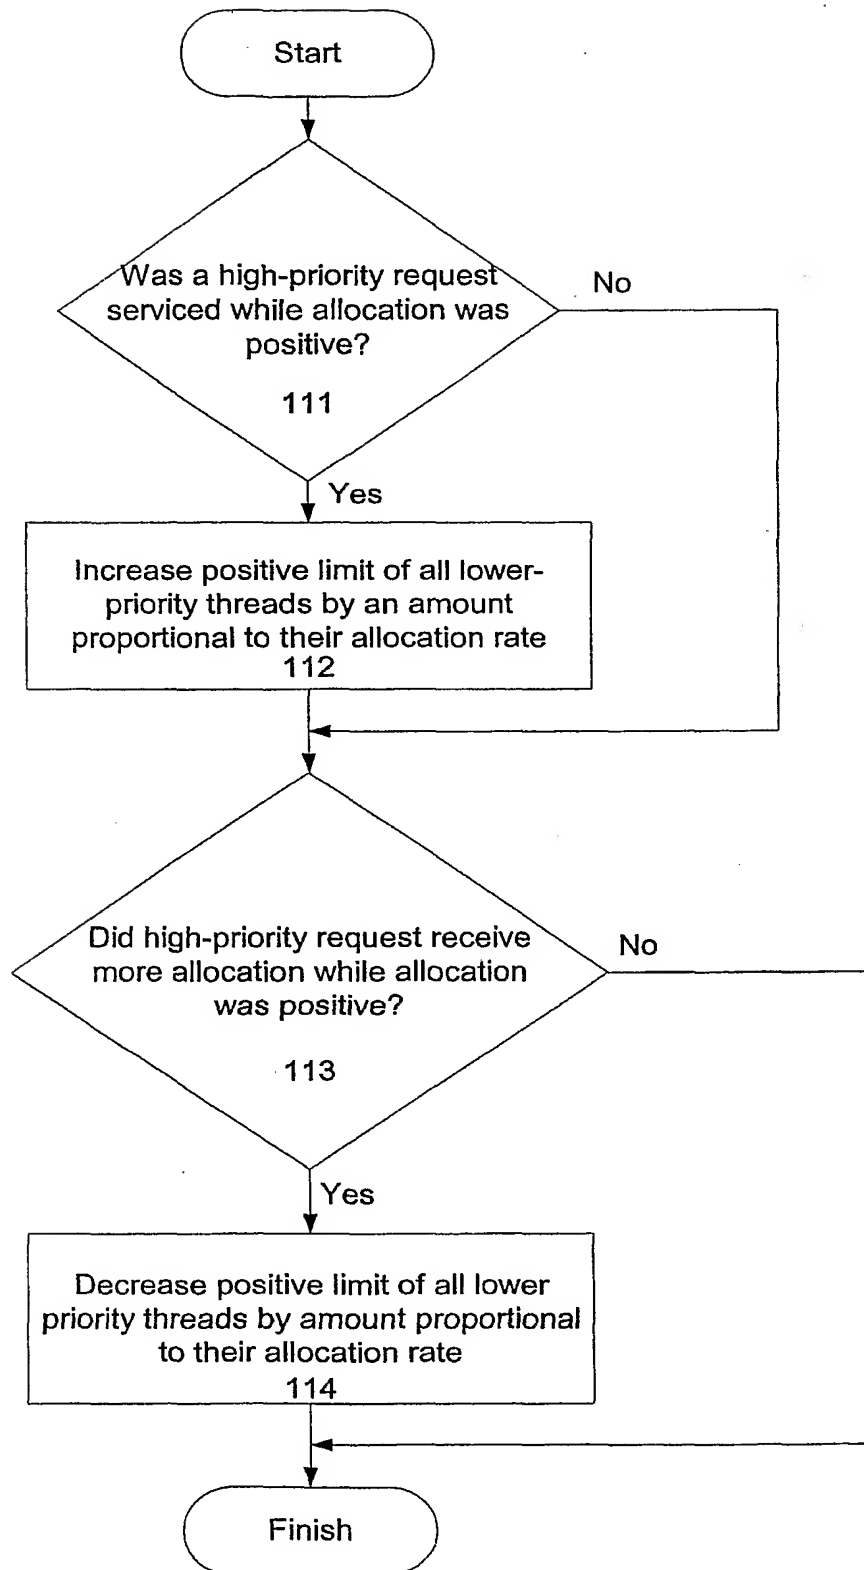 Start
Was a high-priority request
serviced while allocation was
positive?
111
No
Yes
Increase positive limit of all lower-
priority threads by an amount
proportional to their allocation rate
112
Did high-priority request receive
more allocation while allocation
was positive?
113
No
Yes
Decrease positive limit of all lower
priority threads by amount proportional
to their allocation rate
114
Finish